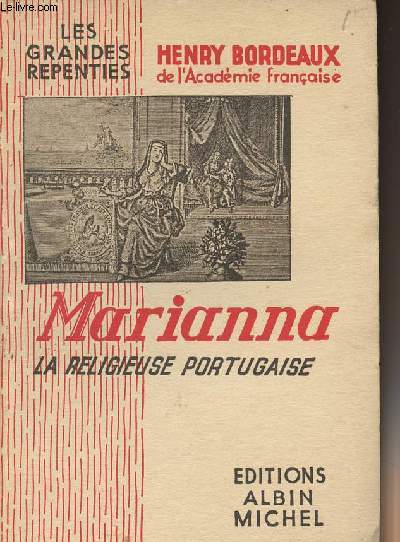 LES
GRANDES
REPENTIES
HENRY BORDEAUX
de l'Académie française
Marianna
LA RELIGIEUSE PORTUGAISE
EDITIONS
ALBIN
MICHEL
le-livre.com